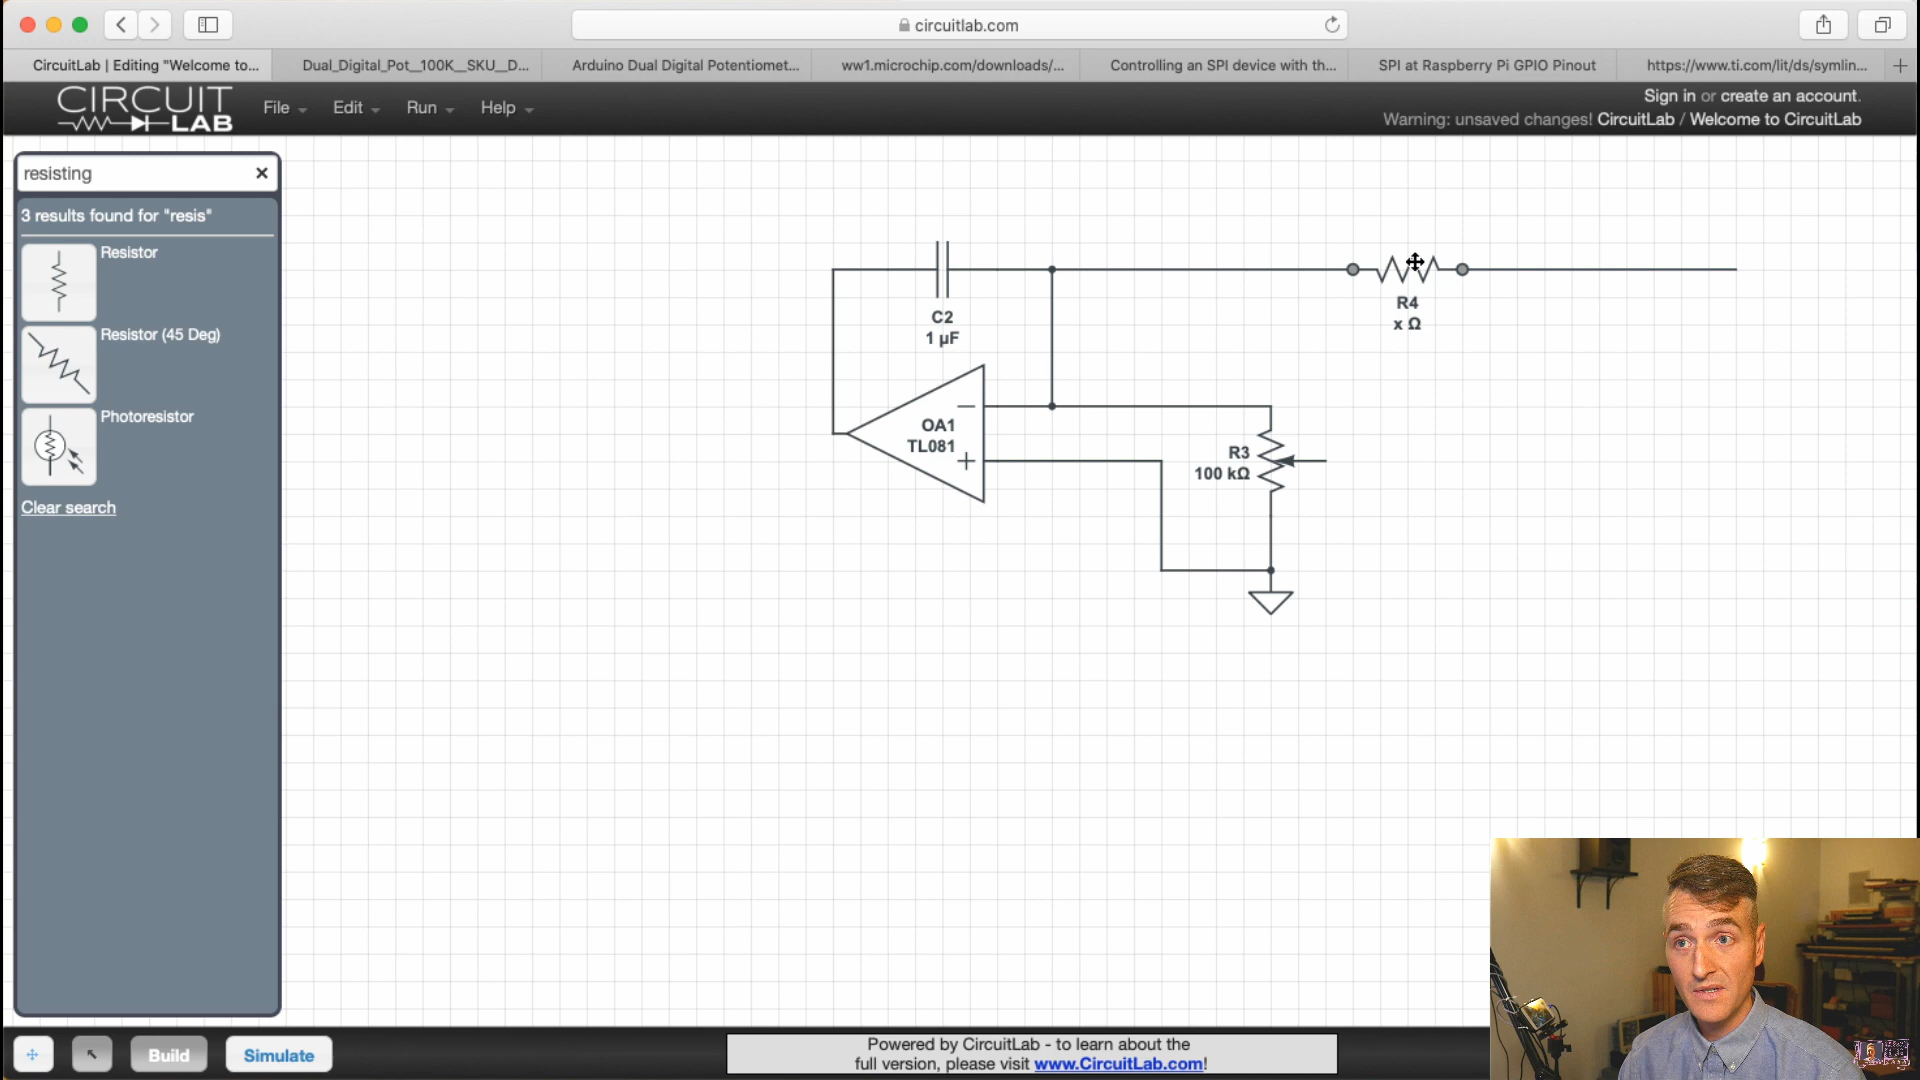 circuitlab.com
CircuitLab | Editing "Welcome to...
Dual_Digital_Pot__100K__SKU__D...
Arduino Dual Digital Potentiomet...
ww1.microchip.com/downloads/...
Controlling an SPI device with th...
SPI at Raspberry Pi GPIO Pinout
https://www.ti.com/lit/ds/symlin...
CIRCUIT
LAB
File
Edit
Run
Help
Sign in or create an account.
Warning: unsaved changes! CircuitLab / Welcome to CircuitLab
resisting
3 results found for "resis"
Resistor
Resistor (45 Deg)
Photoresistor
Clear search
C2
1 µF
R4
x Ω
OA1
TL081
R3
100 kΩ
Build
Simulate
Powered by CircuitLab - to learn about the
full version, please visit www.CircuitLab.com!